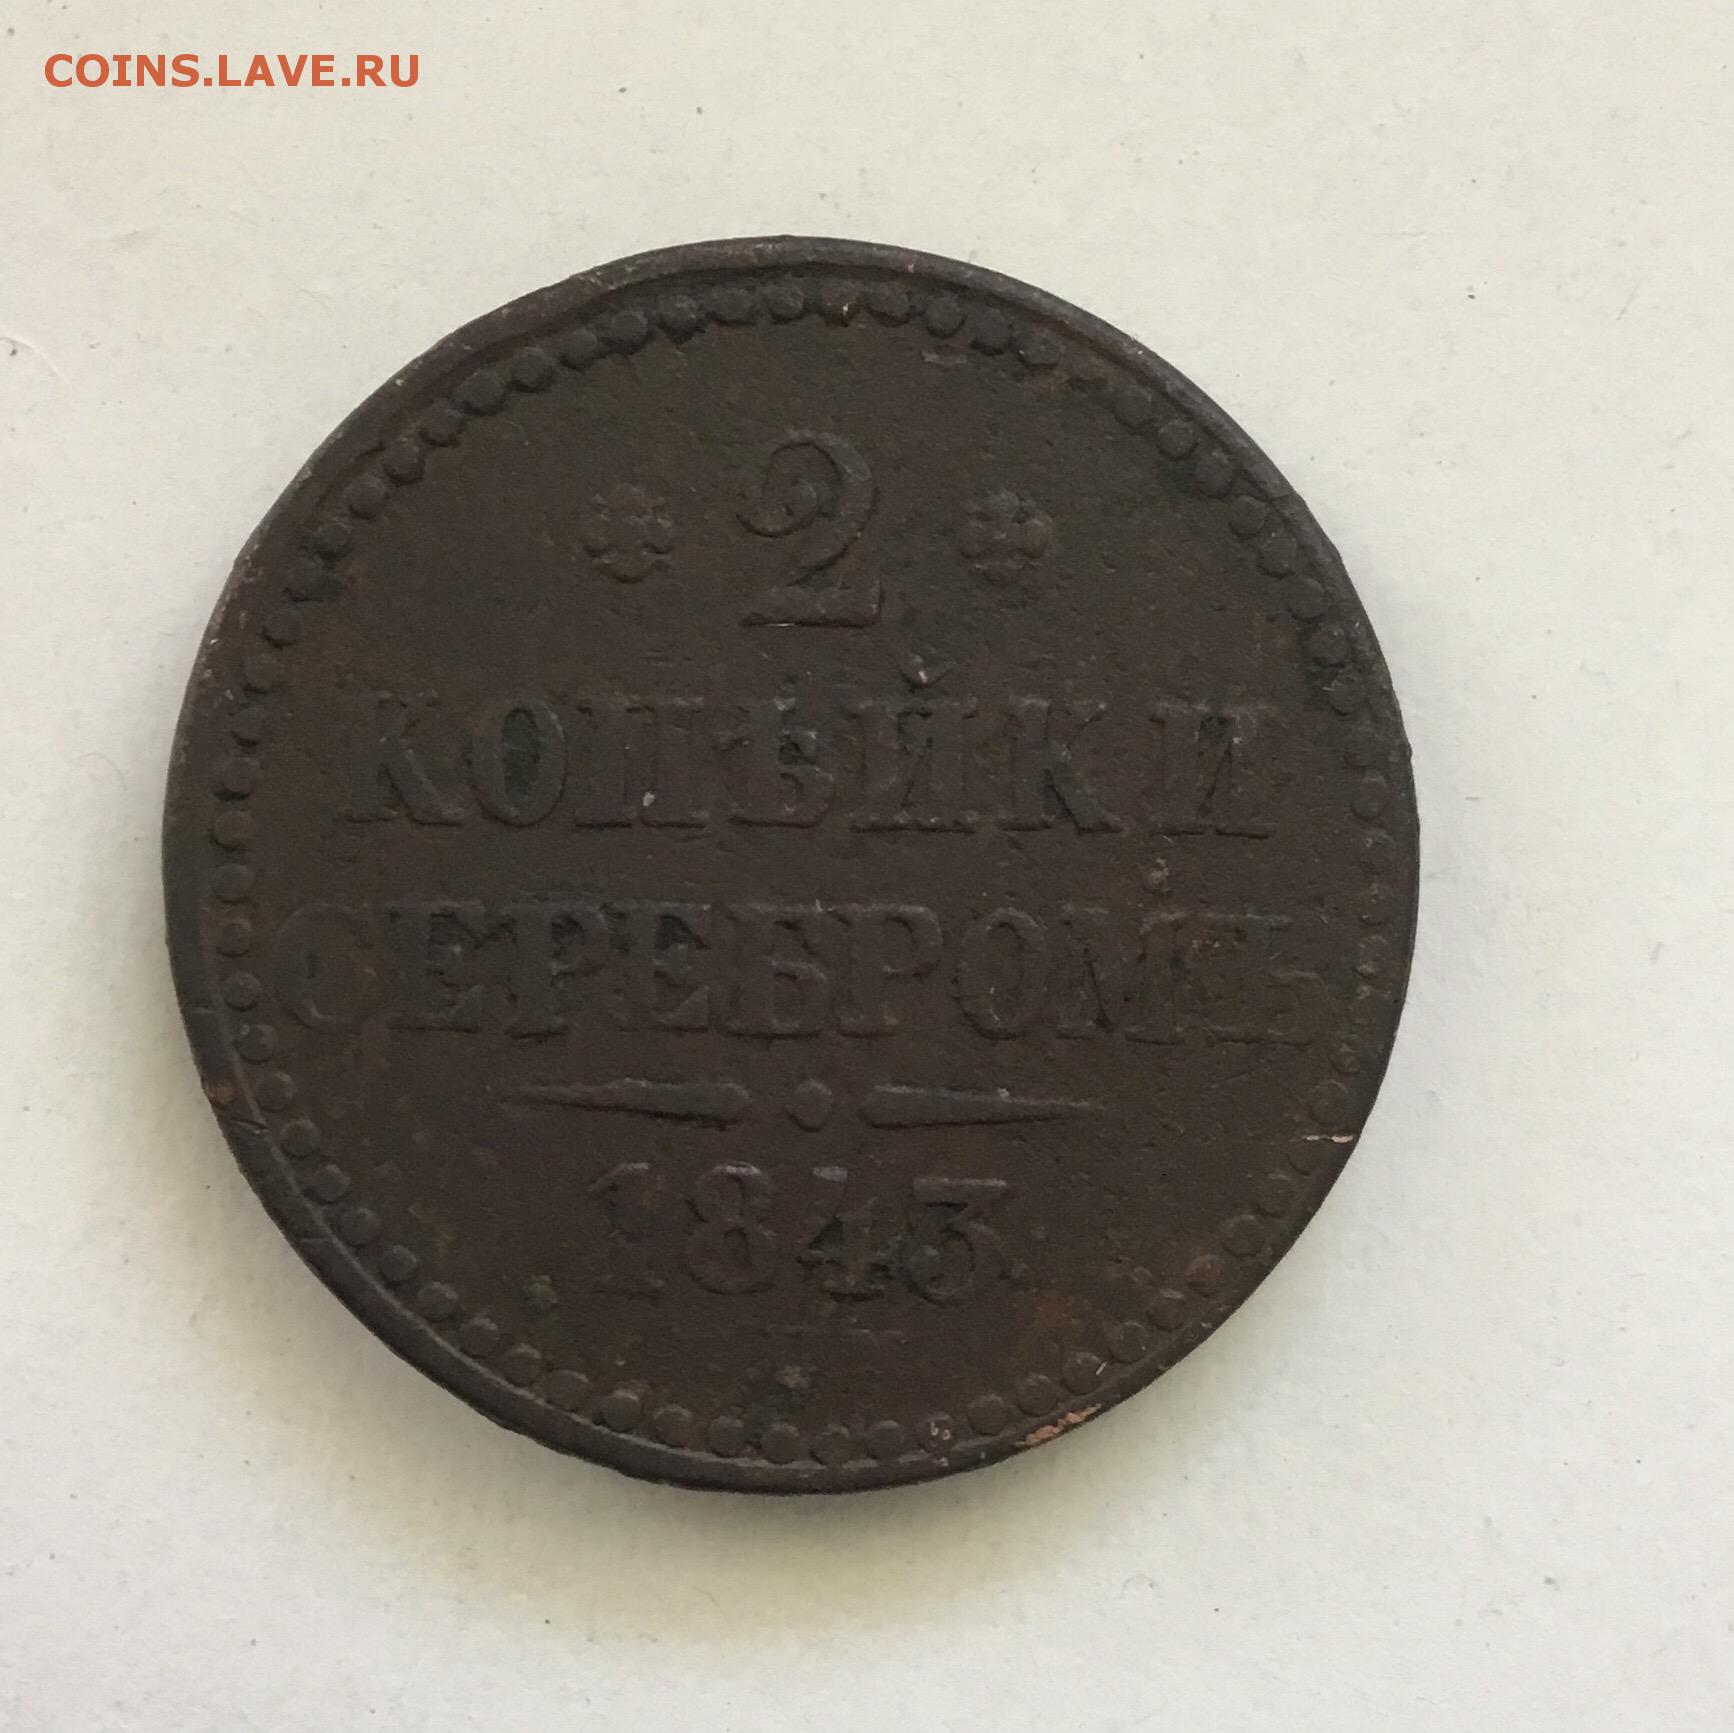 COINS.LAVE.RU
2
КОПѢЙКИ
СЕРЕБРОМЪ
1843